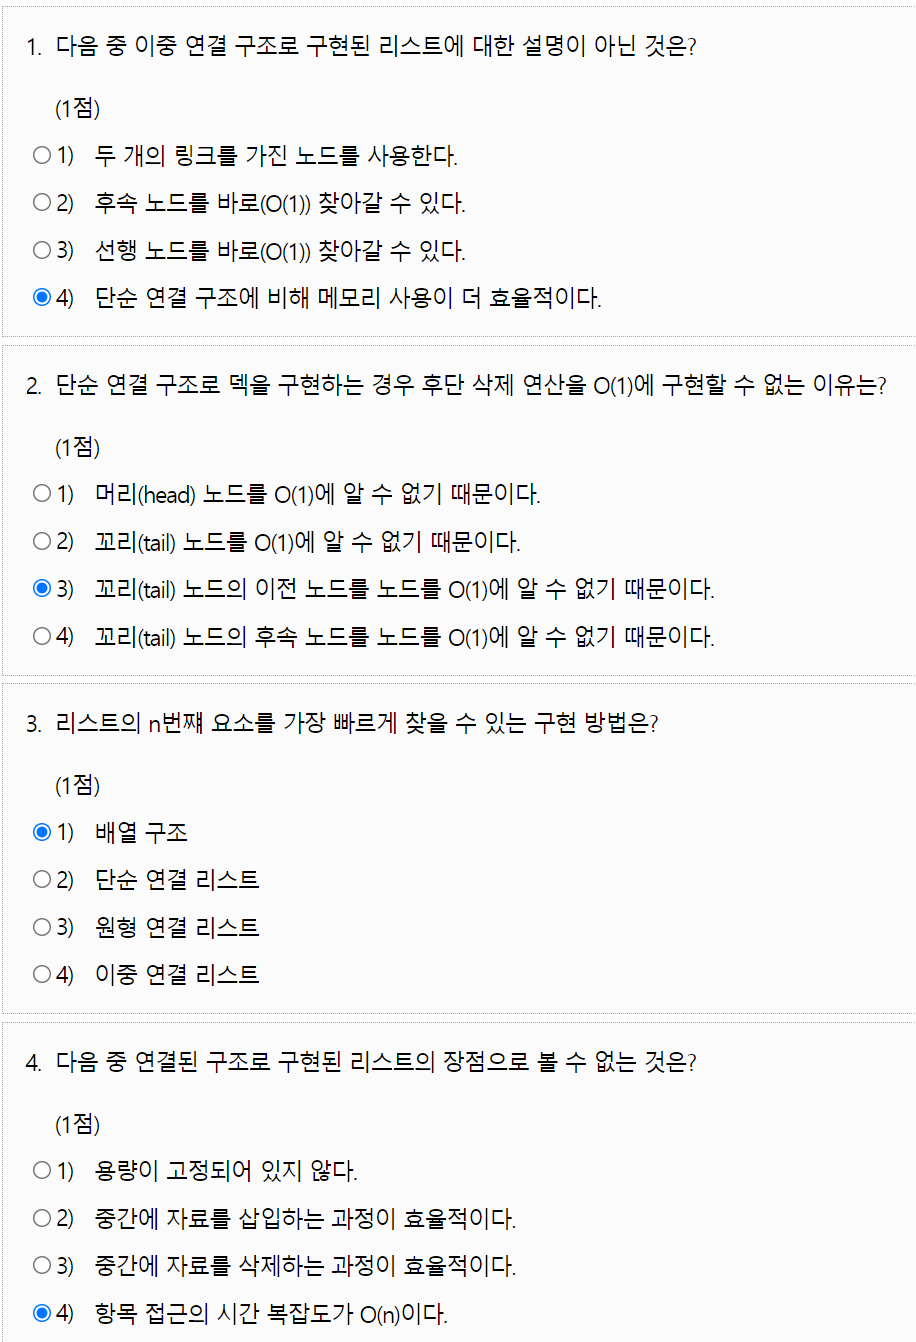 1. 다음 중 이중 연결 구조로 구현된 리스트에 대한 설명이 아닌 것은?
(1점)
1) 두 개의 링크를 가진 노드를 사용한다.
2) 후속 노드를 바로(O(1)) 찾아갈 수 있다.
3) 선행 노드를 바로(O(1)) 찾아갈 수 있다.
4) 단순 연결 구조에 비해 메모리 사용이 더 효율적이다.
2. 단순 연결 구조로 덱을 구현하는 경우 후단 삭제 연산을 O(1)에 구현할 수 없는 이유는?
(1점)
1) 머리(head) 노드를 O(1)에 알 수 없기 때문이다.
2) 꼬리(tail) 노드를 O(1)에 알 수 없기 때문이다.
3) 꼬리(tail) 노드의 이전 노드를 노드를 O(1)에 알 수 없기 때문이다.
4) 꼬리(tail) 노드의 후속 노드를 노드를 O(1)에 알 수 없기 때문이다.
3. 리스트의 n번쨰 요소를 가장 빠르게 찾을 수 있는 구현 방법은?
(1점)
1) 배열 구조
2) 단순 연결 리스트
3) 원형 연결 리스트
4) 이중 연결 리스트
4. 다음 중 연결된 구조로 구현된 리스트의 장점으로 볼 수 없는 것은?
(1점)
1) 용량이 고정되어 있지 않다.
2) 중간에 자료를 삽입하는 과정이 효율적이다.
3) 중간에 자료를 삭제하는 과정이 효율적이다.
4) 항목 접근의 시간 복잡도가 O(n)이다.